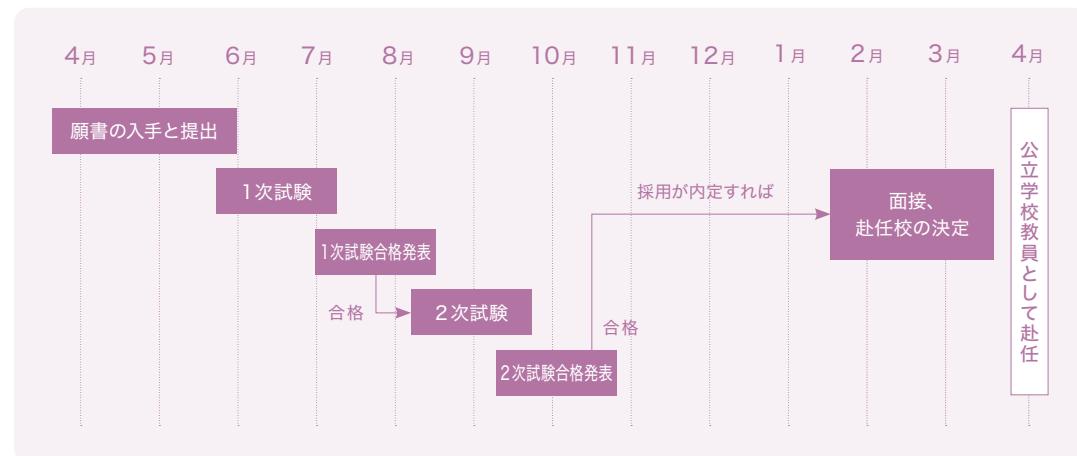 4月 5月 6月 7月 8月 9月 10月 11月 12月 1月 2月 3月 4月
願書の入手と提出
1次試験
1次試験合格発表
合格
2次試験
2次試験合格発表
合格
採用が内定すれば
面接、
赴任校の決定
公立学校教員として赴任